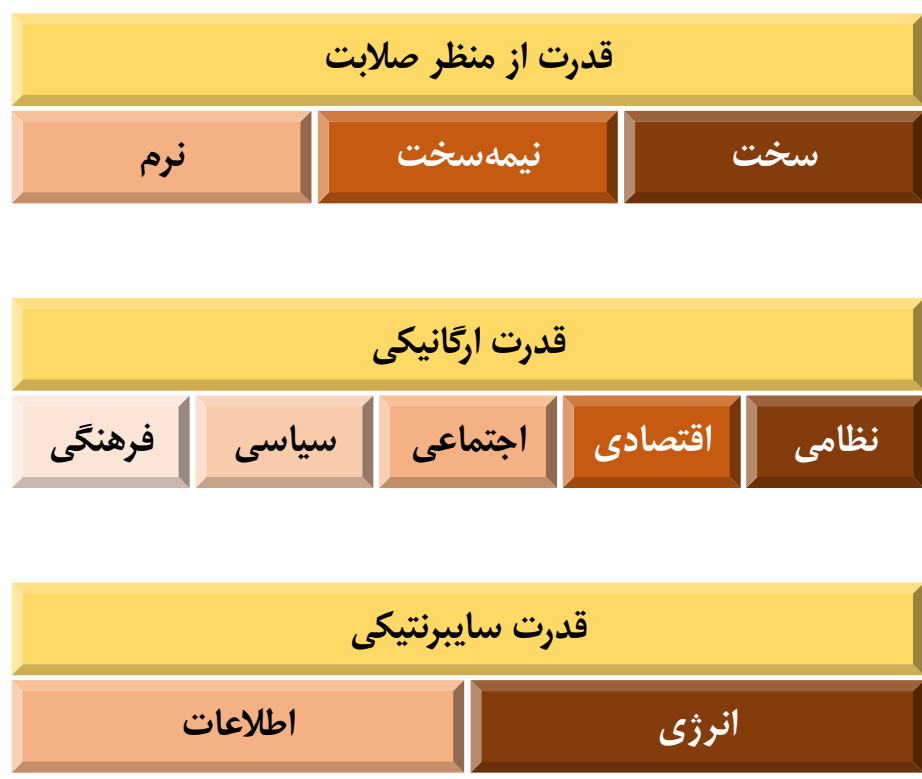 قدرت از منظر صلابت
سخت نیمه‌سخت نرم
قدرت ارگانیکی
نظامی اقتصادی اجتماعی سیاسی فرهنگی
قدرت سایبرنتیکی
انرژی اطلاعات